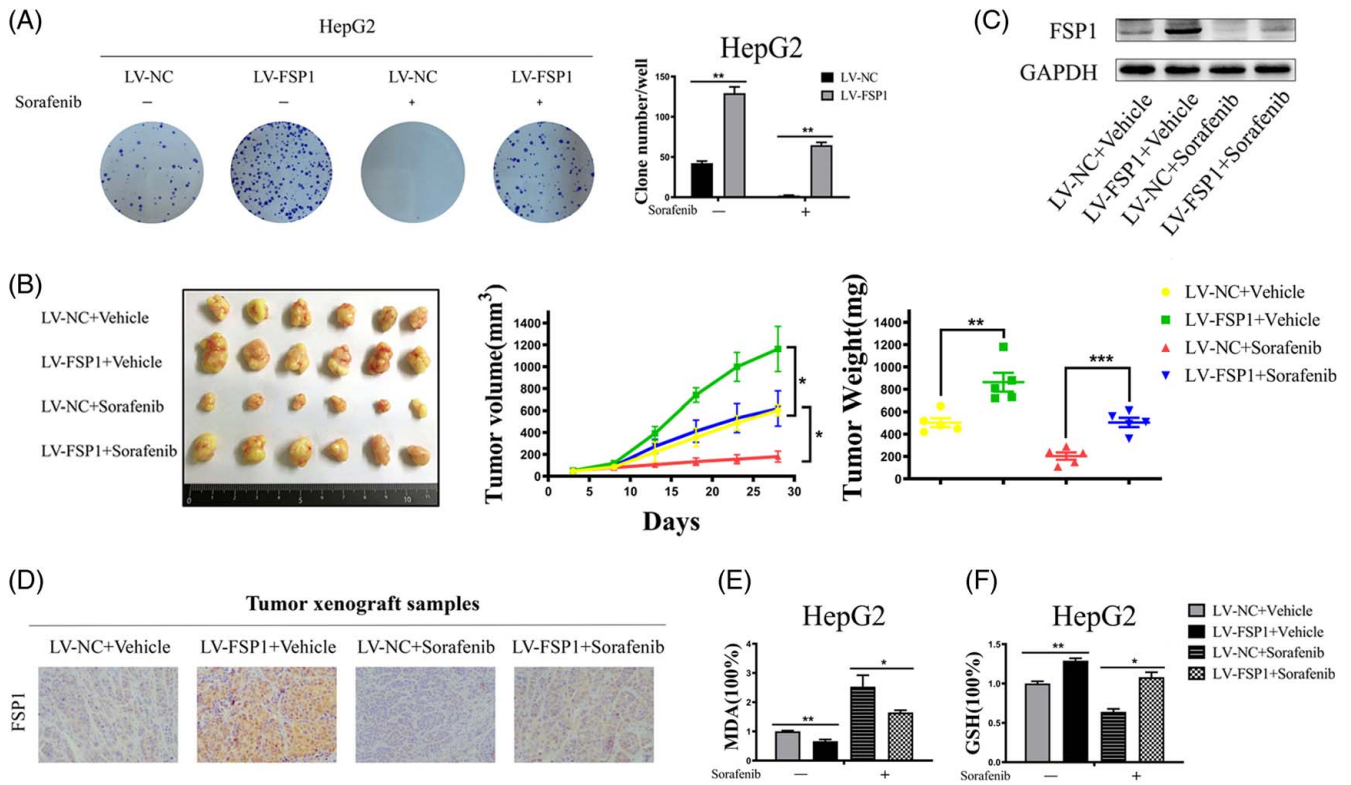 (A)
HepG2
LV-NC LV-FSP1 LV-NC LV-FSP1
Sorafenib — — + +
HepG2
Clone number/well
150
100
50
0
** **
LV-NC
LV-FSP1
Sorafenib — +
(C)
FSP1
GAPDH
LV-NC+Vehicle
LV-FSP1+Vehicle
LV-NC+Sorafenib
LV-FSP1+Sorafenib
(B)
LV-NC+Vehicle
LV-FSP1+Vehicle
LV-NC+Sorafenib
LV-FSP1+Sorafenib
0 10
Tumor volume(mm³)
1400
1200
1000
800
600
400
200
0
0 5 10 15 20 25 30
Days
*
*
Tumor Weight(mg)
1400
1200
1000
800
600
400
200
0
** ***
LV-NC+Vehicle
LV-FSP1+Vehicle
LV-NC+Sorafenib
LV-FSP1+Sorafenib
(D)
Tumor xenograft samples
LV-NC+Vehicle LV-FSP1+Vehicle LV-NC+Sorafenib LV-FSP1+Sorafenib
FSP1
(E)
HepG2
MDA(100%)
4
3
2
1
0
** *
Sorafenib — +
(F)
HepG2
GSH(100%)
1.5
1.0
0.5
0.0
** *
Sorafenib — +
LV-NC+Vehicle
LV-FSP1+Vehicle
LV-NC+Sorafenib
LV-FSP1+Sorafenib